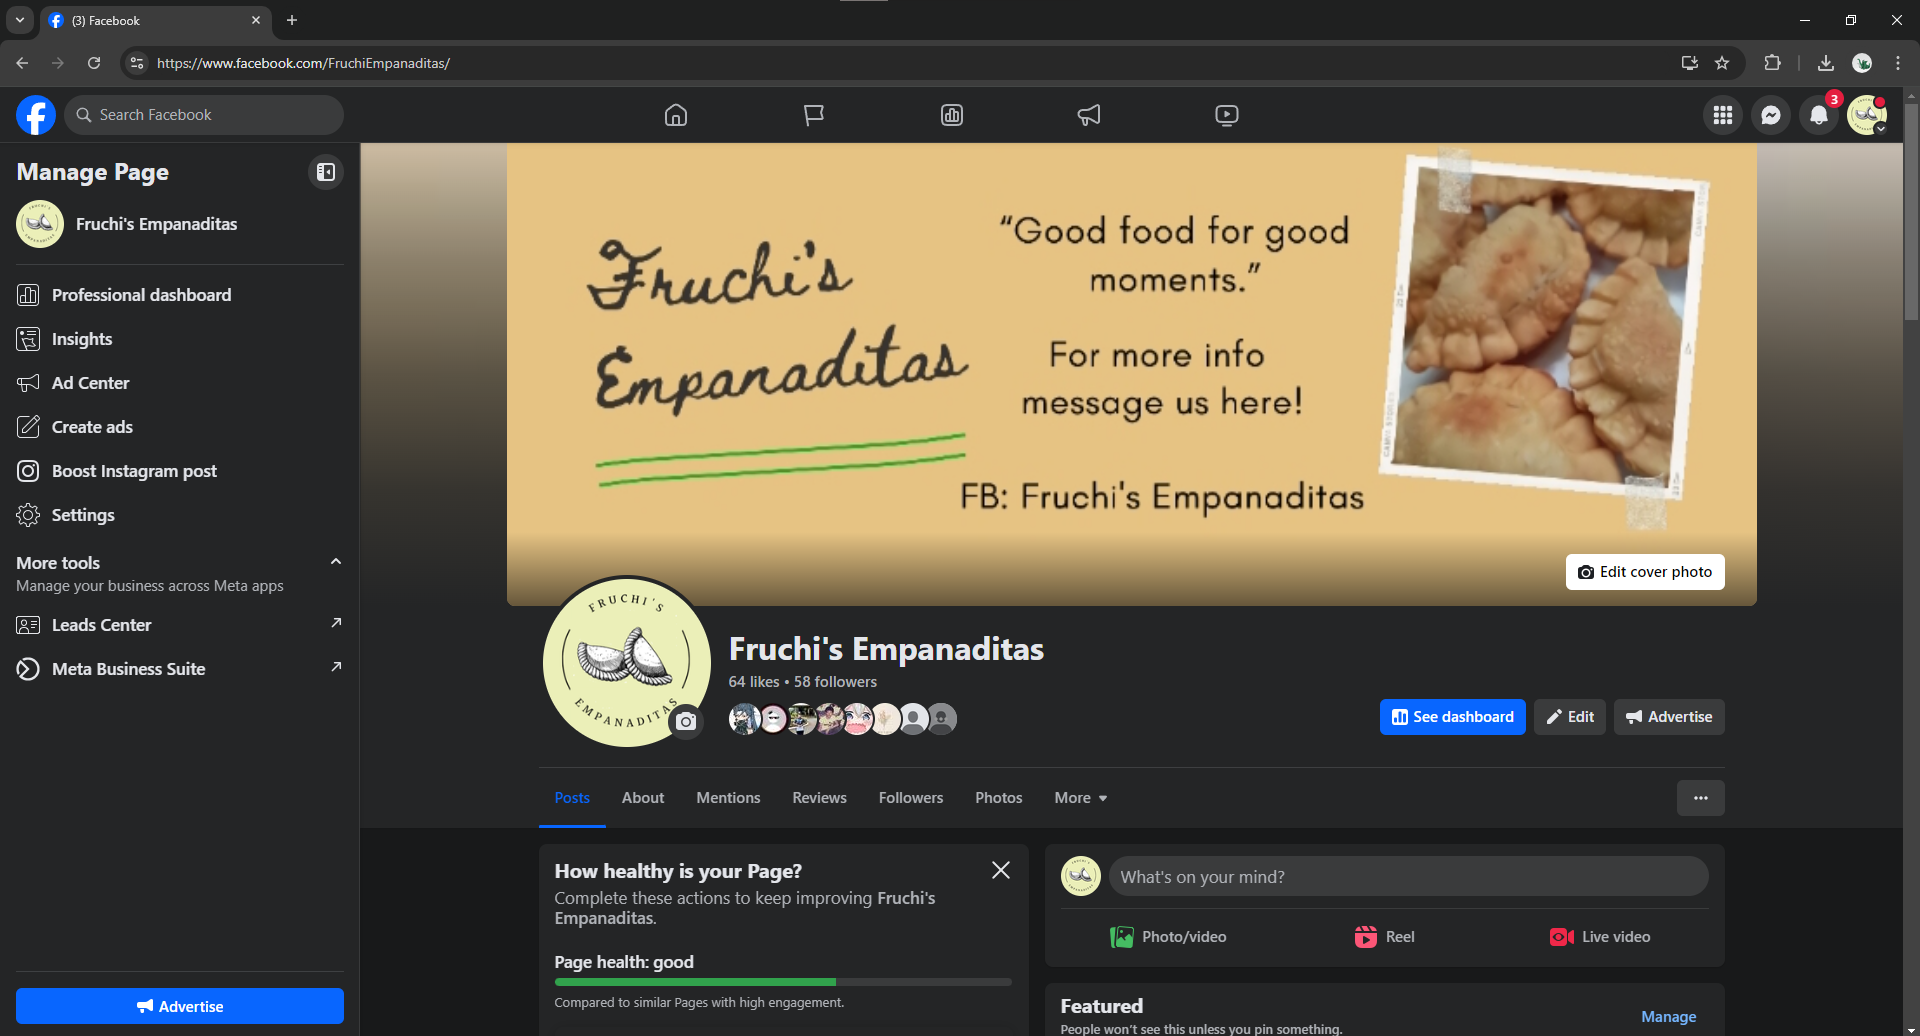 (3) Facebook
https://www.facebook.com/FruchiEmpanaditas/
Search Facebook
3
Manage Page
Fruchi's Empanaditas
Professional dashboard
Insights
Ad Center
Create ads
Boost Instagram post
Settings
More tools
Manage your business across Meta apps
Leads Center
Meta Business Suite
Advertise
Fruchi's
Empanaditas
“Good food for good
moments.”
For more info
message us here!
FB: Fruchi's Empanaditas
Edit cover photo
FRUCHI'S
EMPANADITAS
Fruchi's Empanaditas
64 likes • 58 followers
See dashboard
Edit
Advertise
Posts
About
Mentions
Reviews
Followers
Photos
More
How healthy is your Page?
Complete these actions to keep improving Fruchi's
Empanaditas.
Page health: good
Compared to similar Pages with high engagement.
What's on your mind?
Photo/video
Reel
Live video
Featured
Manage
People won't see this unless you pin something.